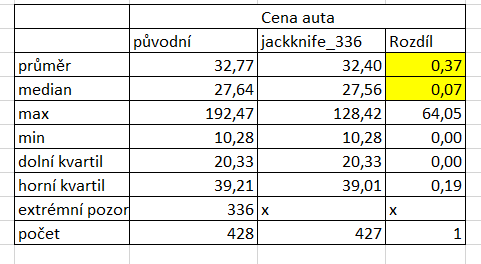 Cena auta
původní jackknife_336 Rozdíl
průměr 32,77 32,40 0,37
median 27,64 27,56 0,07
max 192,47 128,42 64,05
min 10,28 10,28 0,00
dolní kvartil 20,33 20,33 0,00
horní kvartil 39,21 39,01 0,19
extrémní pozor 336 x x
počet 428 427 1